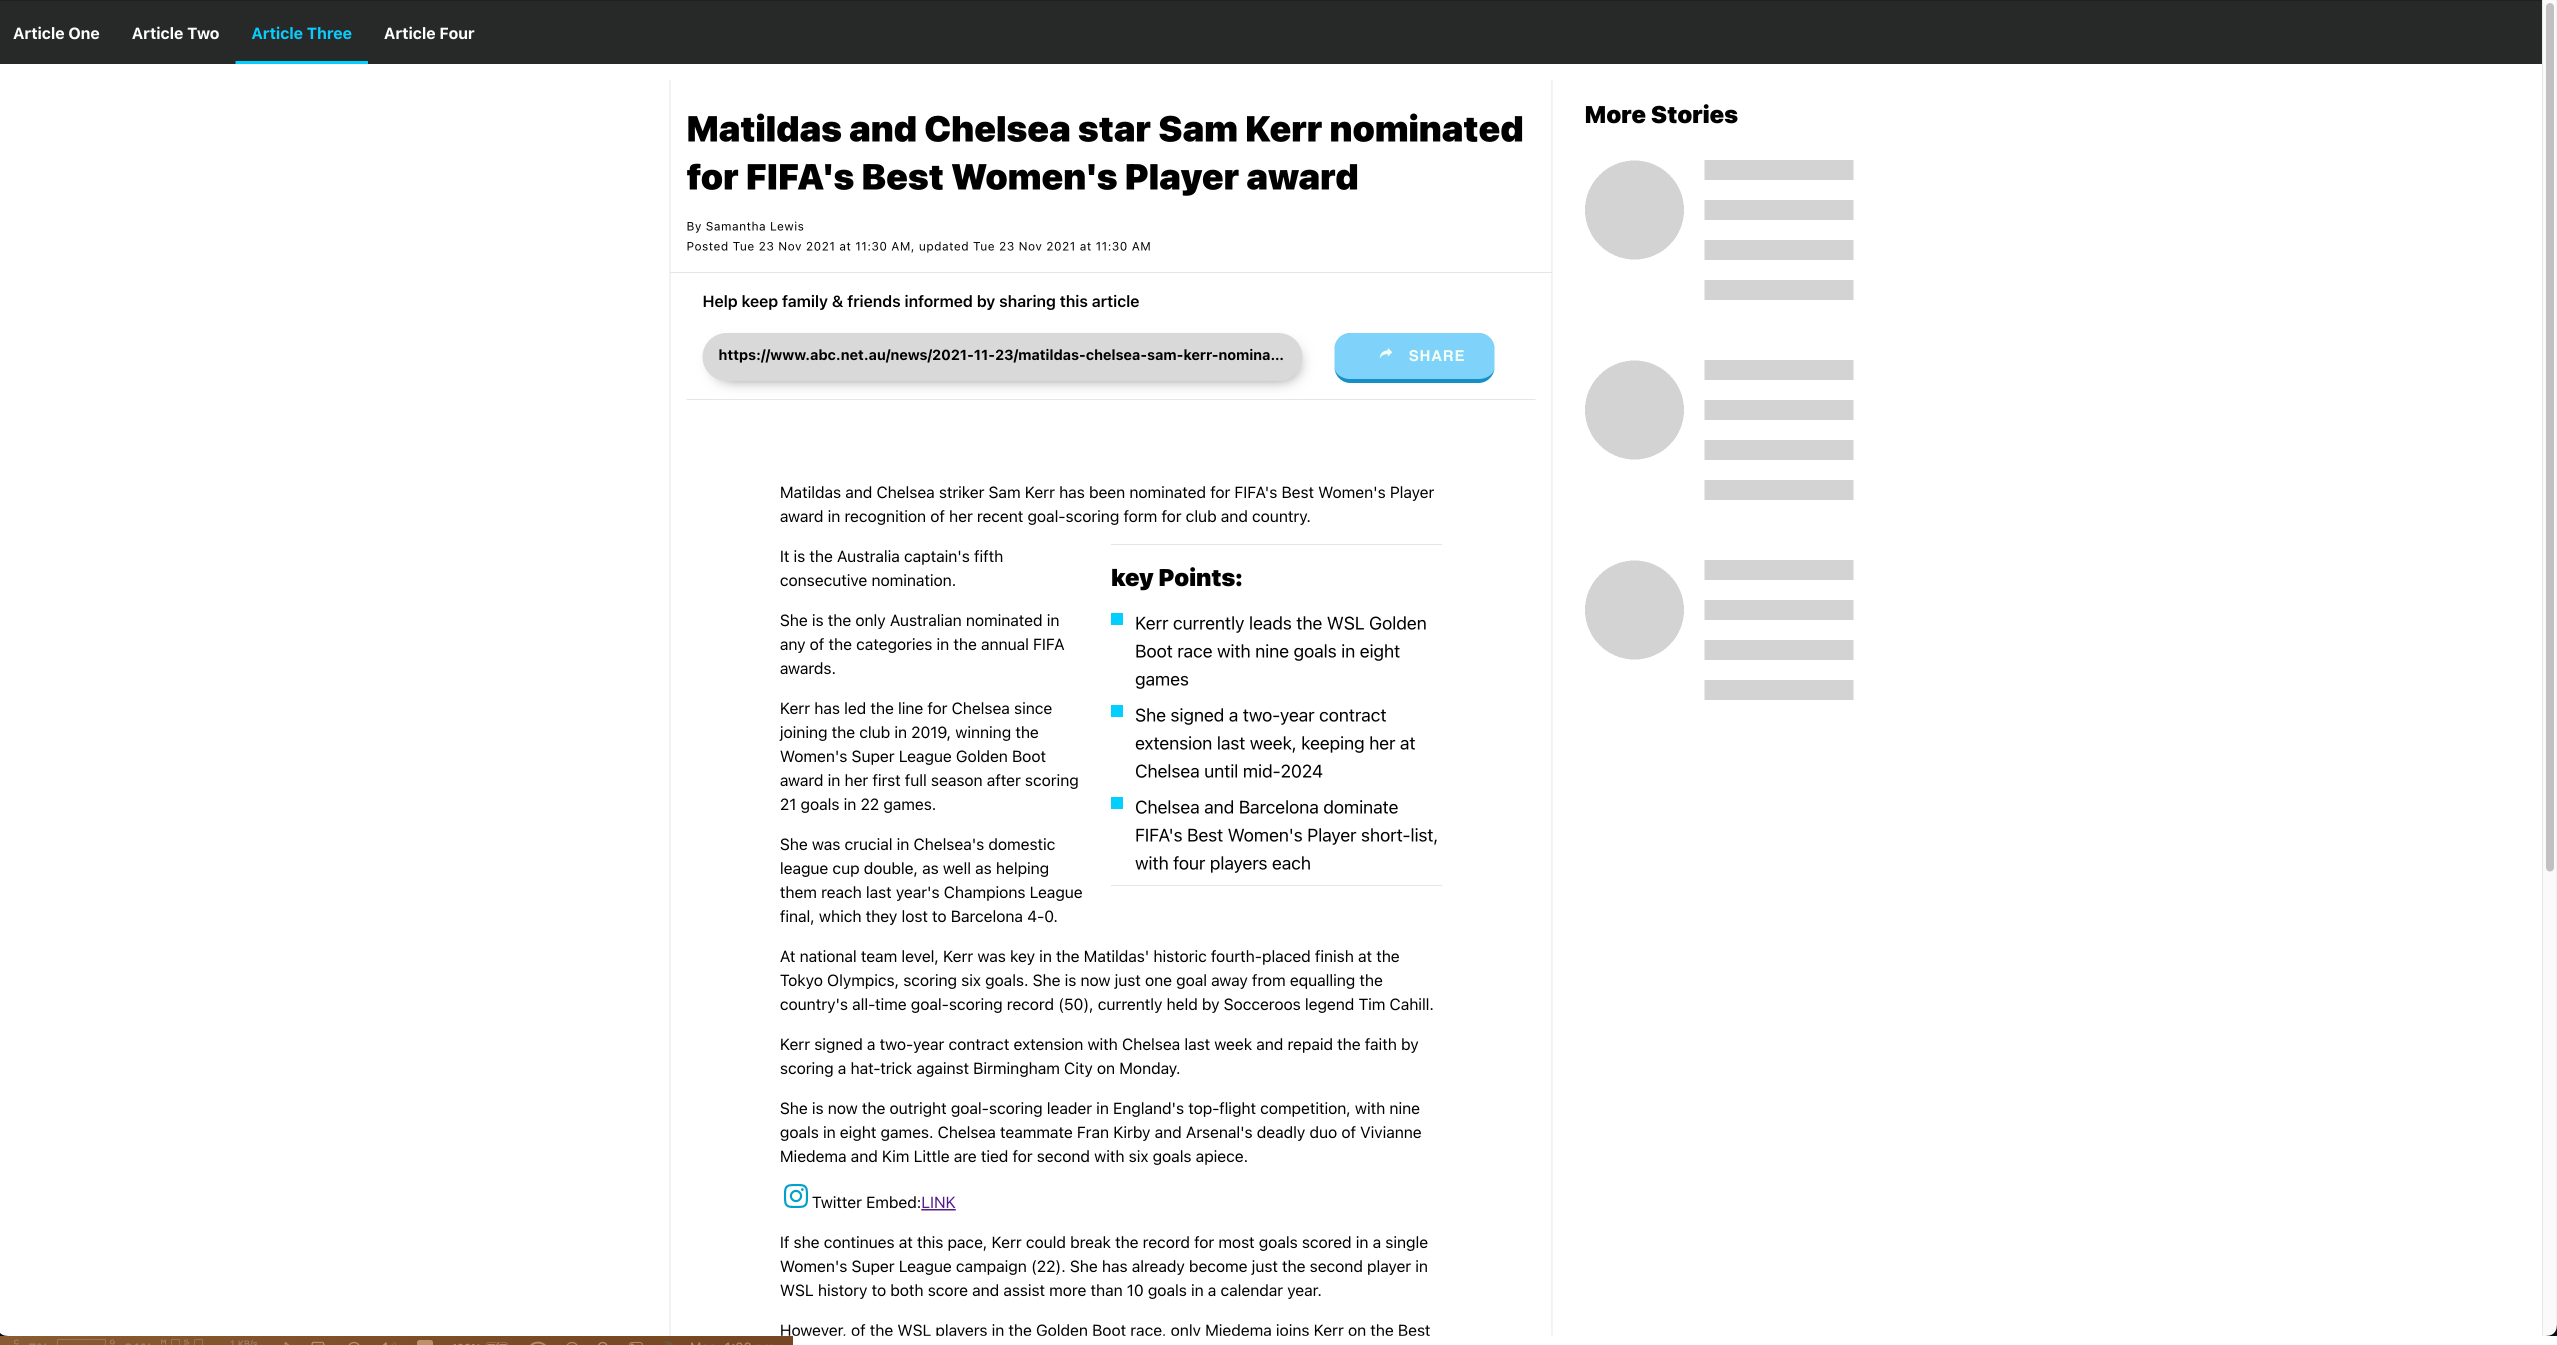 Article One
Article Two
Article Three
Article Four
Matildas and Chelsea star Sam Kerr nominated
for FIFA's Best Women's Player award
By Samantha Lewis
Posted Tue 23 Nov 2021 at 11:30 AM, updated Tue 23 Nov 2021 at 11:30 AM
Help keep family & friends informed by sharing this article
https://www.abc.net.au/news/2021-11-23/matildas-chelsea-sam-kerr-nomina...
SHARE
Matildas and Chelsea striker Sam Kerr has been nominated for FIFA's Best Women's Player
award in recognition of her recent goal-scoring form for club and country.
It is the Australia captain's fifth
consecutive nomination.
She is the only Australian nominated in
any of the categories in the annual FIFA
awards.
Kerr has led the line for Chelsea since
joining the club in 2019, winning the
Women's Super League Golden Boot
award in her first full season after scoring
21 goals in 22 games.
She was crucial in Chelsea's domestic
league cup double, as well as helping
them reach last year's Champions League
final, which they lost to Barcelona 4-0.
key Points:
Kerr currently leads the WSL Golden
Boot race with nine goals in eight
games
She signed a two-year contract
extension last week, keeping her at
Chelsea until mid-2024
Chelsea and Barcelona dominate
FIFA's Best Women's Player short-list,
with four players each
At national team level, Kerr was key in the Matildas' historic fourth-placed finish at the
Tokyo Olympics, scoring six goals. She is now just one goal away from equalling the
country's all-time goal-scoring record (50), currently held by Socceroos legend Tim Cahill.
Kerr signed a two-year contract extension with Chelsea last week and repaid the faith by
scoring a hat-trick against Birmingham City on Monday.
She is now the outright goal-scoring leader in England's top-flight competition, with nine
goals in eight games. Chelsea teammate Fran Kirby and Arsenal's deadly duo of Vivianne
Miedema and Kim Little are tied for second with six goals apiece.
Twitter Embed:LINK
If she continues at this pace, Kerr could break the record for most goals scored in a single
Women's Super League campaign (22). She has already become just the second player in
WSL history to both score and assist more than 10 goals in a calendar year.
However, of the WSL players in the Golden Boot race, only Miedema joins Kerr on the Best
More Stories